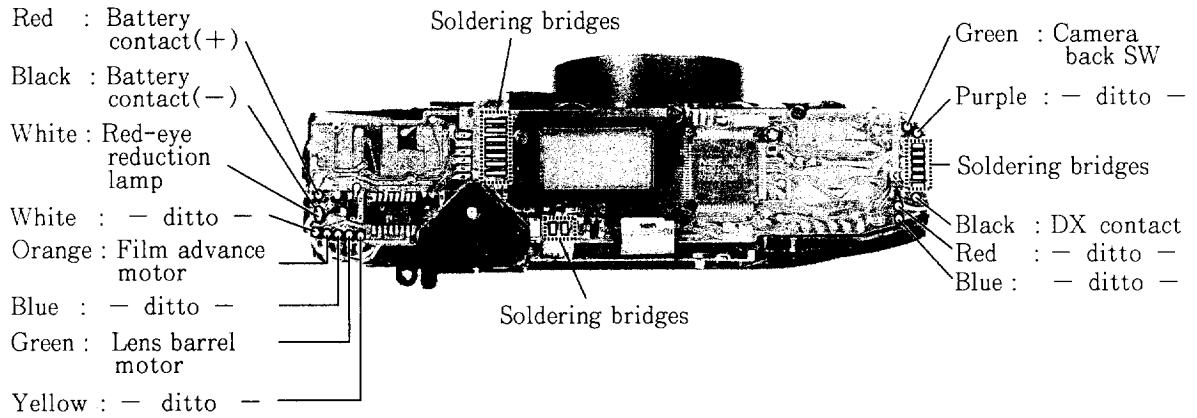 Red : Battery
contact(+)
Black : Battery
contact(−)
White : Red-eye
reduction
lamp
White : − ditto −
Orange : Film advance
motor
Blue : − ditto −
Green : Lens barrel
motor
Yellow : − ditto −
Soldering bridges
Soldering bridges
Green : Camera
back SW
Purple : − ditto −
Soldering bridges
Black : DX contact
Red : − ditto −
Blue : − ditto −